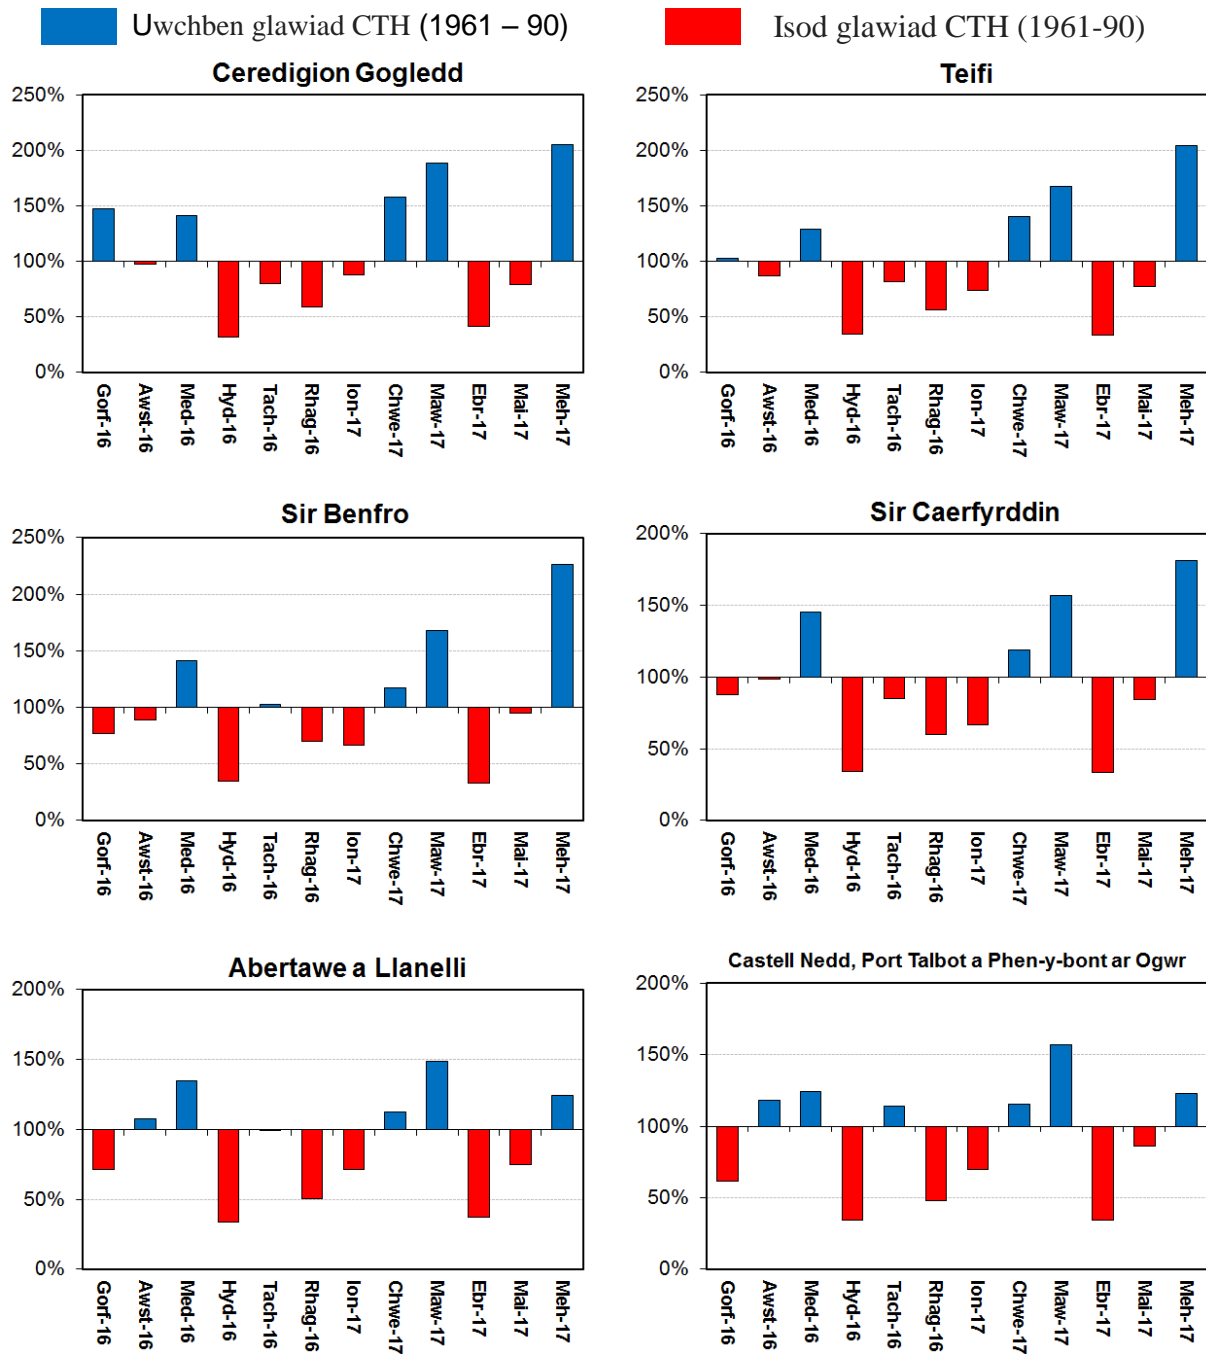 Uwchben glawiad CTH (1961 – 90)
Isod glawiad CTH (1961-90)
Ceredigion Gogledd
250%
200%
150%
100%
50%
0%
Gorf-16
Awst-16
Med-16
Hyd-16
Tach-16
Rhag-16
Ion-17
Chwe-17
Maw-17
Ebr-17
Mai-17
Meh-17
Teifi
250%
200%
150%
100%
50%
0%
Gorf-16
Awst-16
Med-16
Hyd-16
Tach-16
Rhag-16
Ion-17
Chwe-17
Maw-17
Ebr-17
Mai-17
Meh-17
Sir Benfro
250%
200%
150%
100%
50%
0%
Gorf-16
Awst-16
Med-16
Hyd-16
Tach-16
Rhag-16
Ion-17
Chwe-17
Maw-17
Ebr-17
Mai-17
Meh-17
Sir Caerfyrddin
200%
150%
100%
50%
0%
Gorf-16
Awst-16
Med-16
Hyd-16
Tach-16
Rhag-16
Ion-17
Chwe-17
Maw-17
Ebr-17
Mai-17
Meh-17
Abertawe a Llanelli
200%
150%
100%
50%
0%
Gorf-16
Awst-16
Med-16
Hyd-16
Tach-16
Rhag-16
Ion-17
Chwe-17
Maw-17
Ebr-17
Mai-17
Meh-17
Castell Nedd, Port Talbot a Phen-y-bont ar Ogwr
200%
150%
100%
50%
0%
Gorf-16
Awst-16
Med-16
Hyd-16
Tach-16
Rhag-16
Ion-17
Chwe-17
Maw-17
Ebr-17
Mai-17
Meh-17